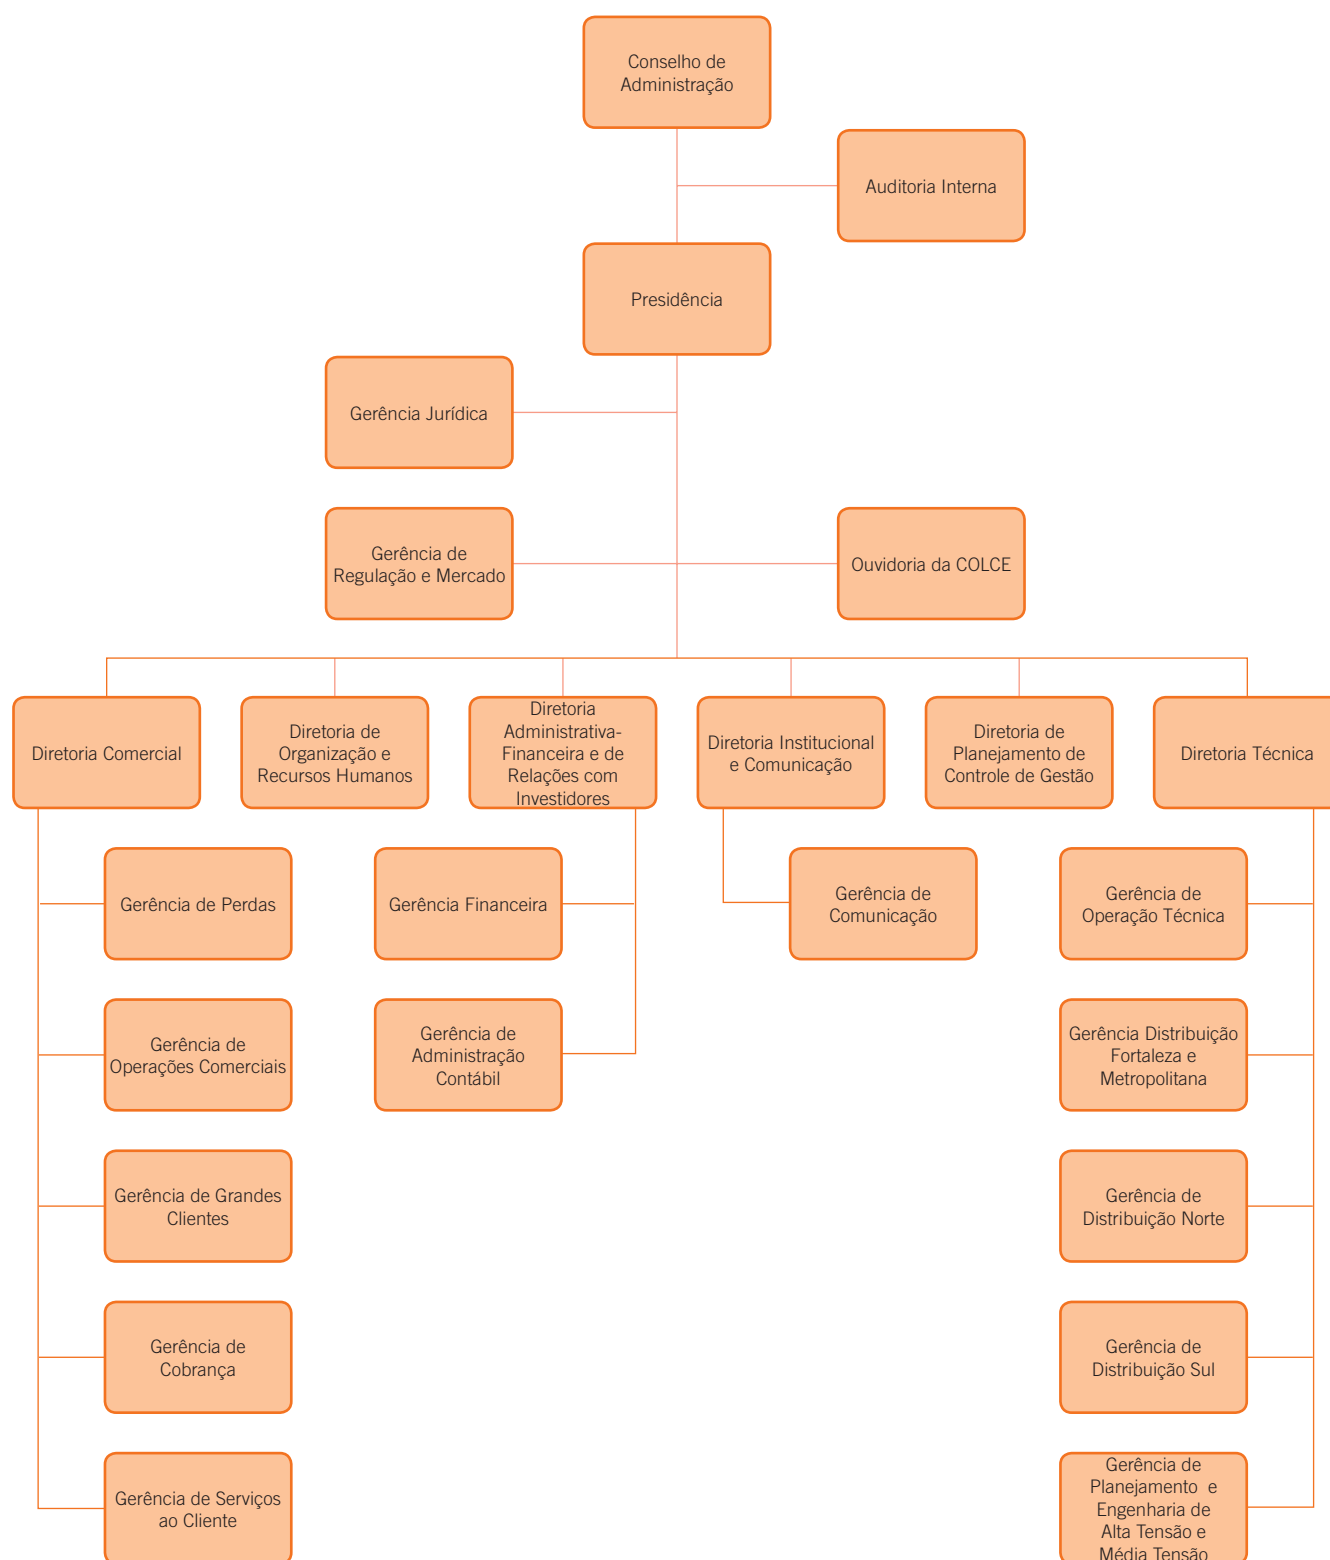 Conselho de
Administração
Auditoria Interna
Presidência
Gerência Jurídica
Gerência de
Regulação e Mercado
Ouvidoria da COLCE
Diretoria Comercial
Diretoria de
Organização e
Recursos Humanos
Diretoria
Administrativa-
Financeira e de
Relações com
Investidores
Diretoria Institucional
e Comunicação
Diretoria de
Planejamento de
Controle de Gestão
Diretoria Técnica
Gerência de Perdas
Gerência Financeira
Gerência de
Comunicação
Gerência de
Operação Técnica
Gerência de
Operações Comerciais
Gerência de
Administração
Contábil
Gerência Distribuição
Fortaleza e
Metropolitana
Gerência de Grandes
Clientes
Gerência de
Distribuição Norte
Gerência de
Cobrança
Gerência de
Distribuição Sul
Gerência de Serviços
ao Cliente
Gerência de
Planejamento e
Engenharia de
Alta Tensão e
Média Tensão